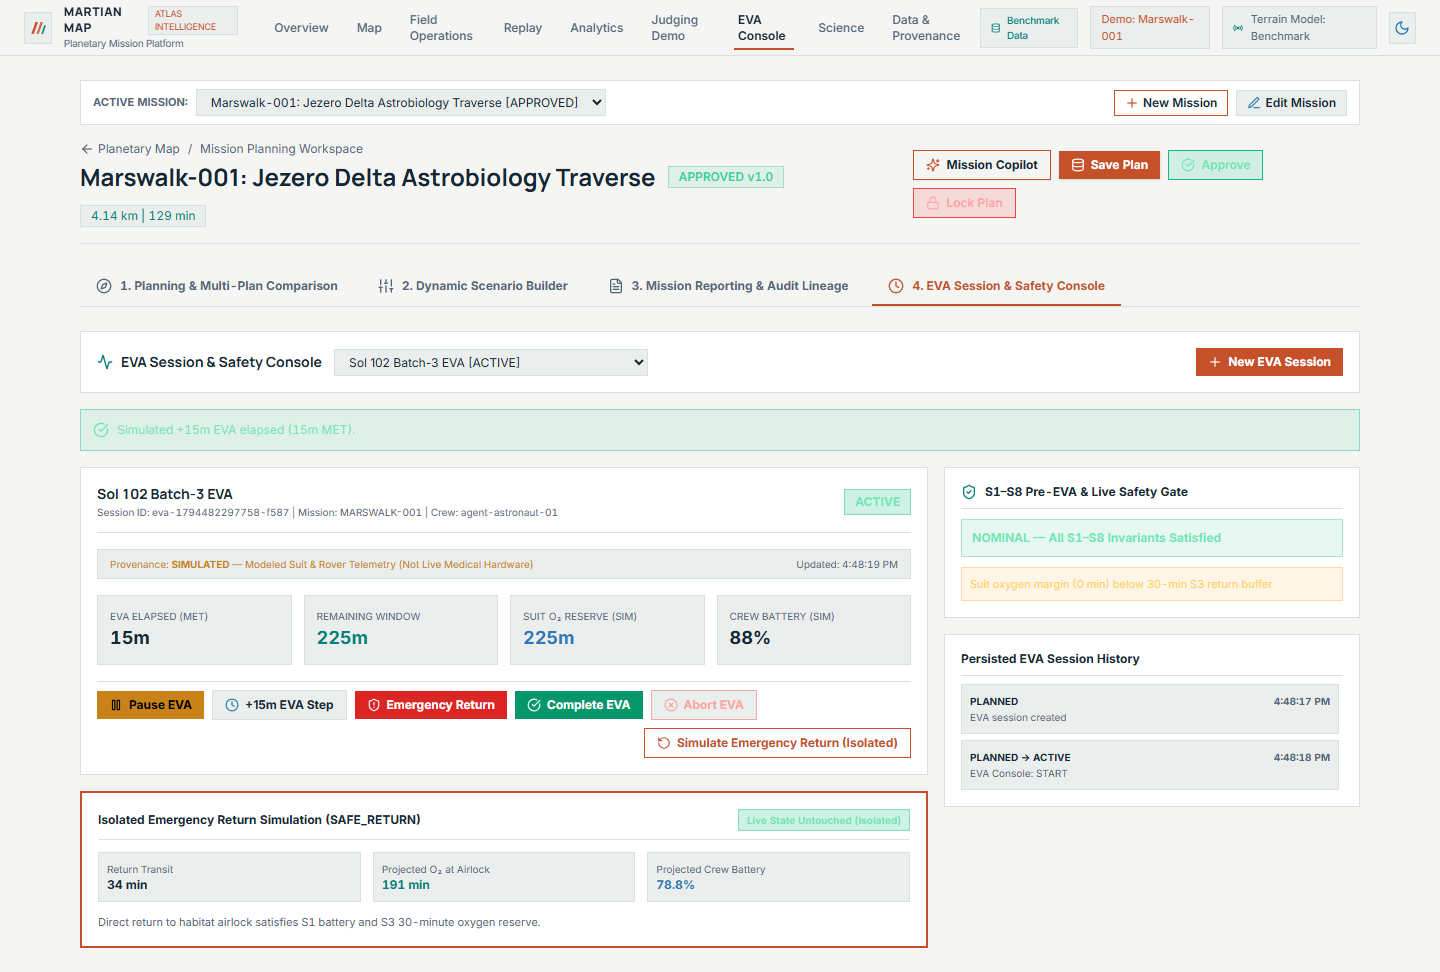 MARTIAN MAP
Planetary Mission Platform
ATLAS INTELLIGENCE
Overview
Map
Field Operations
Replay
Analytics
Judging Demo
EVA Console
Science
Data & Provenance
Benchmark Data
Demo: Marswalk-001
Terrain Model: Benchmark
ACTIVE MISSION:
Marswalk-001: Jezero Delta Astrobiology Traverse [APPROVED]
New Mission
Edit Mission
Planetary Map / Mission Planning Workspace
Marswalk-001: Jezero Delta Astrobiology Traverse
APPROVED v1.0
4.14 km | 129 min
Mission Copilot
Save Plan
Approve
Lock Plan
1. Planning & Multi-Plan Comparison
2. Dynamic Scenario Builder
3. Mission Reporting & Audit Lineage
4. EVA Session & Safety Console
EVA Session & Safety Console
Sol 102 Batch-3 EVA [ACTIVE]
New EVA Session
Simulated +15m EVA elapsed (15m MET).
Sol 102 Batch-3 EVA
Session ID: eva-1794482297758-f587 | Mission: MARSWALK-001 | Crew: agent-astronaut-01
ACTIVE
Provenance: SIMULATED — Modeled Suit & Rover Telemetry (Not Live Medical Hardware)
Updated: 4:48:19 PM
EVA ELAPSED (MET)
15m
REMAINING WINDOW
225m
SUIT O₂ RESERVE (SIM)
225m
CREW BATTERY (SIM)
88%
Pause EVA
+15m EVA Step
Emergency Return
Complete EVA
Abort EVA
Simulate Emergency Return (Isolated)
Isolated Emergency Return Simulation (SAFE_RETURN)
Live State Untouched (Isolated)
Return Transit
34 min
Projected O₂ at Airlock
191 min
Projected Crew Battery
78.8%
Direct return to habitat airlock satisfies S1 battery and S3 30-minute oxygen reserve.
S1–S8 Pre-EVA & Live Safety Gate
NOMINAL — All S1–S8 Invariants Satisfied
Suit oxygen margin (0 min) below 30-min S3 return buffer
Persisted EVA Session History
PLANNED
4:48:17 PM
EVA session created
PLANNED → ACTIVE
4:48:18 PM
EVA Console: START